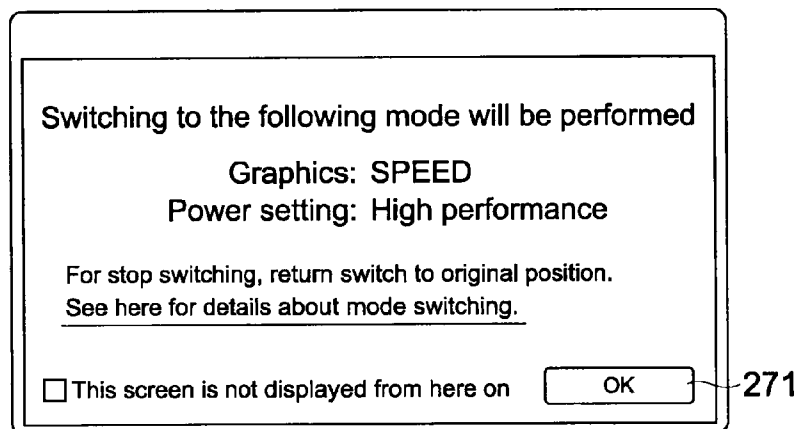 Switching to the following mode will be performed
Graphics: SPEED
Power setting: High performance
For stop switching, return switch to original position.
See here for details about mode switching.
This screen is not displayed from here on
OK
271